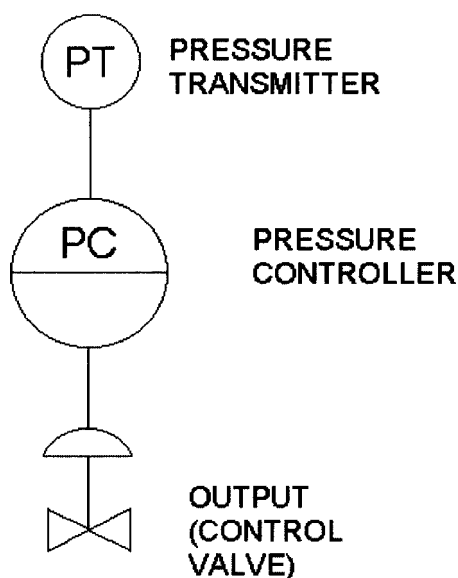 PT
PRESSURE
TRANSMITTER
PC
PRESSURE
CONTROLLER
OUTPUT
(CONTROL
VALVE)